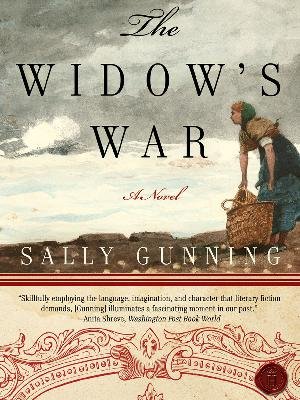 The
WIDOW'S
WAR
A Novel
SALLY GUNNING
"Skillfully employing the language, imagination, and character that literary fiction
demands, [Gunning] illuminates a fascinating moment in our past."
—Anita Shreve, Washington Post Book World